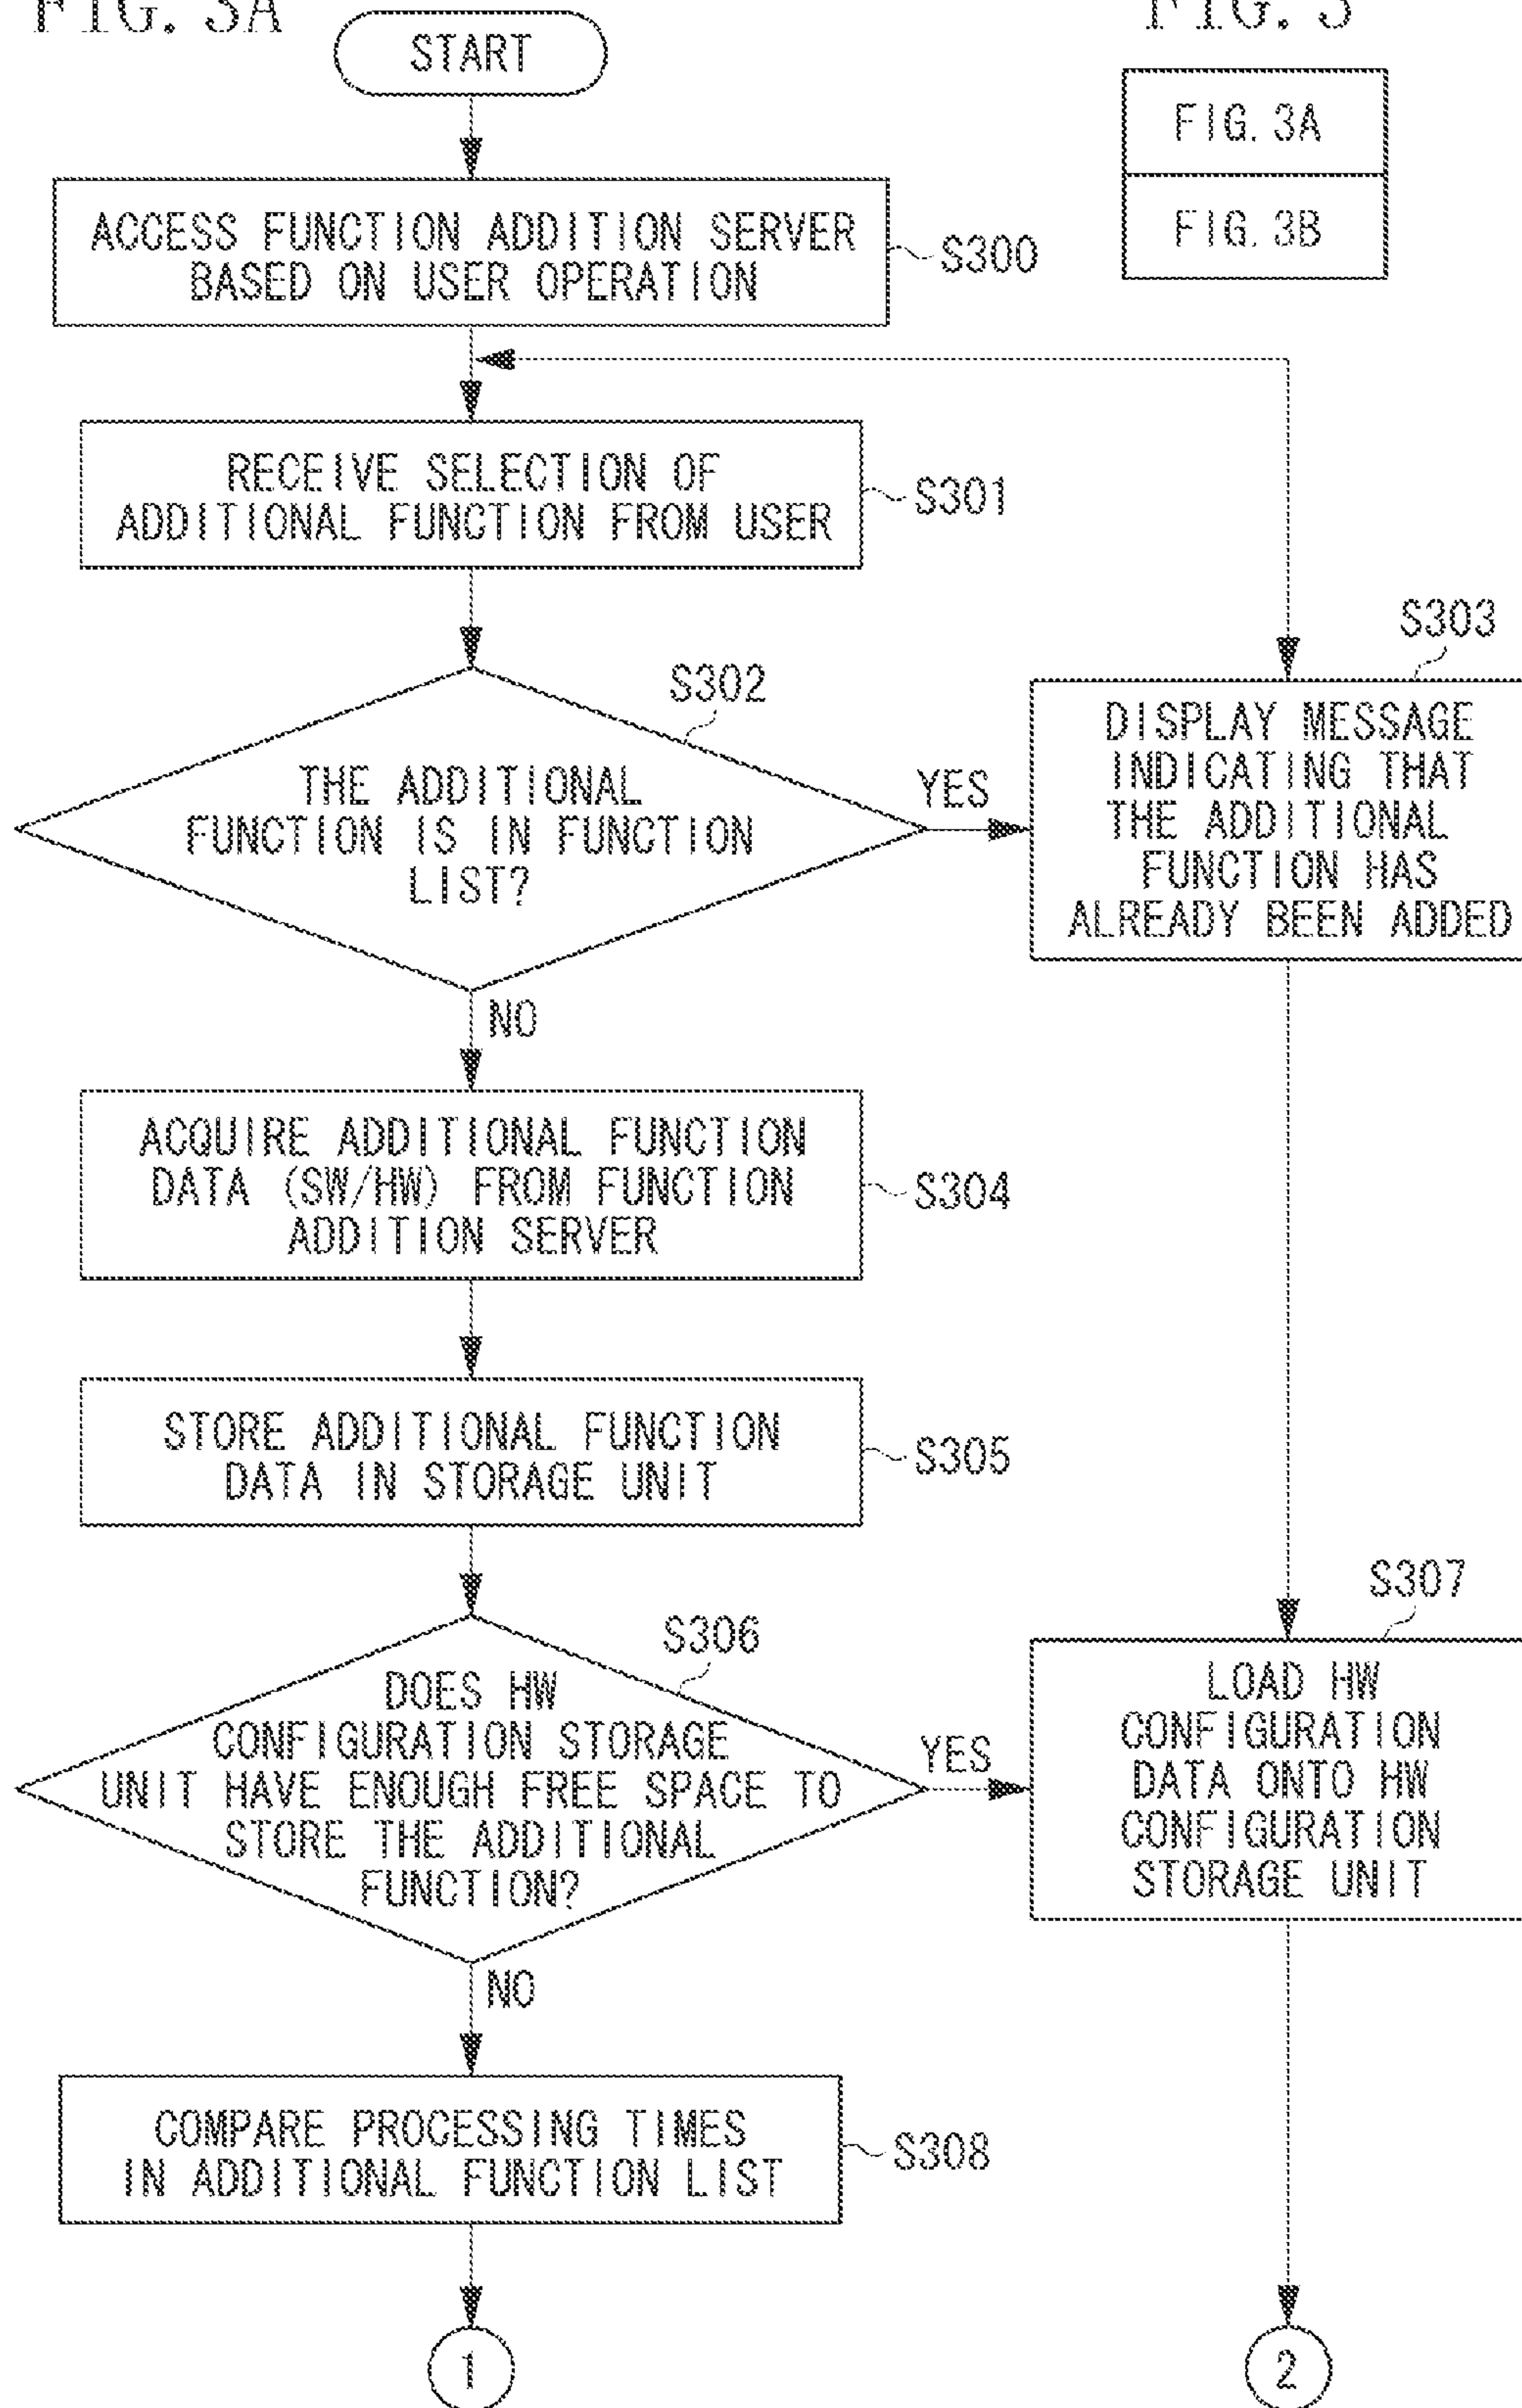 FIG. 3A
FIG. 3
FIG. 3A
FIG. 3B
START
ACCESS FUNCTION ADDITION SERVER
BASED ON USER OPERATION
S300
RECEIVE SELECTION OF
ADDITIONAL FUNCTION FROM USER
S301
S302
THE ADDITIONAL
FUNCTION IS IN FUNCTION
LIST?
YES
NO
S303
DISPLAY MESSAGE
INDICATING THAT
THE ADDITIONAL
FUNCTION HAS
ALREADY BEEN ADDED
ACQUIRE ADDITIONAL FUNCTION
DATA (SW/HW) FROM FUNCTION
ADDITION SERVER
S304
STORE ADDITIONAL FUNCTION
DATA IN STORAGE UNIT
S305
S306
DOES HW
CONFIGURATION STORAGE
UNIT HAVE ENOUGH FREE SPACE TO
STORE THE ADDITIONAL
FUNCTION?
YES
NO
S307
LOAD HW
CONFIGURATION
DATA ONTO HW
CONFIGURATION
STORAGE UNIT
COMPARE PROCESSING TIMES
IN ADDITIONAL FUNCTION LIST
S308
1
2